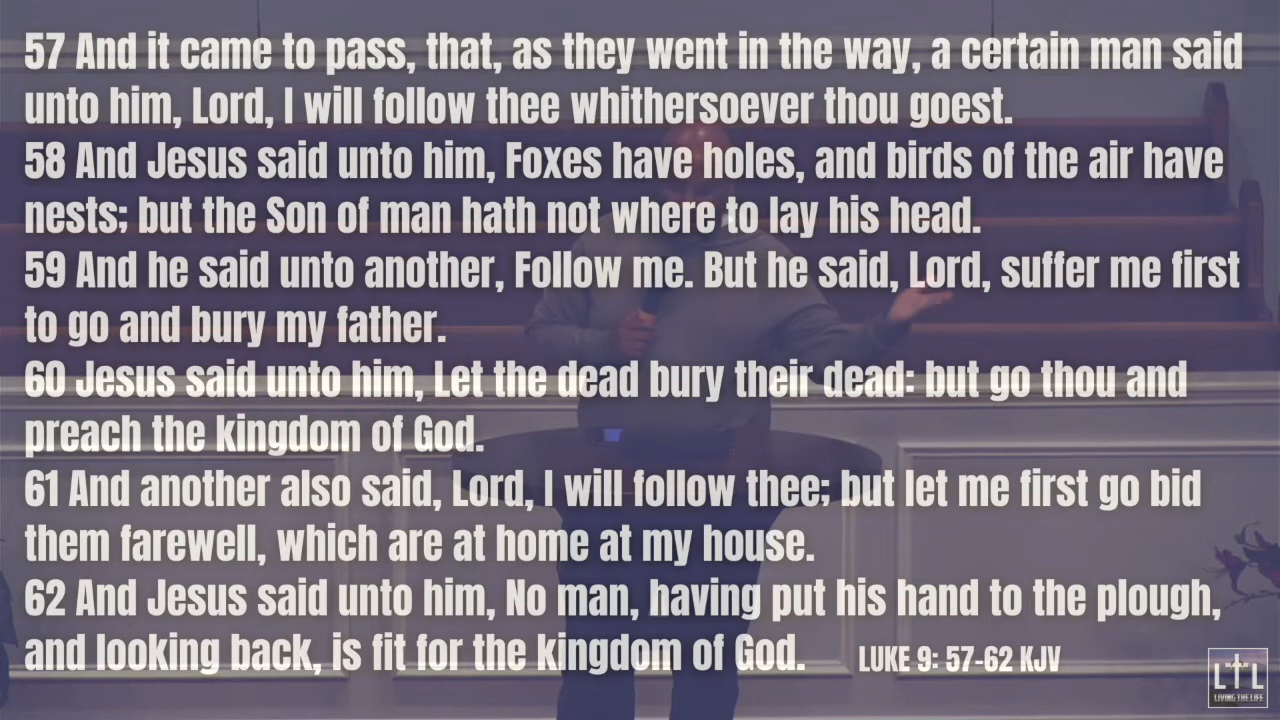 57 And it came to pass, that, as they went in the way, a certain man said
unto him, Lord, I will follow thee whithersoever thou goest.
58 And Jesus said unto him, Foxes have holes, and birds of the air have
nests; but the Son of man hath not where to lay his head.
59 And he said unto another, Follow me. But he said, Lord, suffer me first
to go and bury my father.
60 Jesus said unto him, Let the dead bury their dead: but go thou and
preach the kingdom of God.
61 And another also said, Lord, I will follow thee; but let me first go bid
them farewell, which are at home at my house.
62 And Jesus said unto him, No man, having put his hand to the plough,
and looking back, is fit for the kingdom of God.
LUKE 9: 57-62 KJV
LTL
LIVING THE LIFE